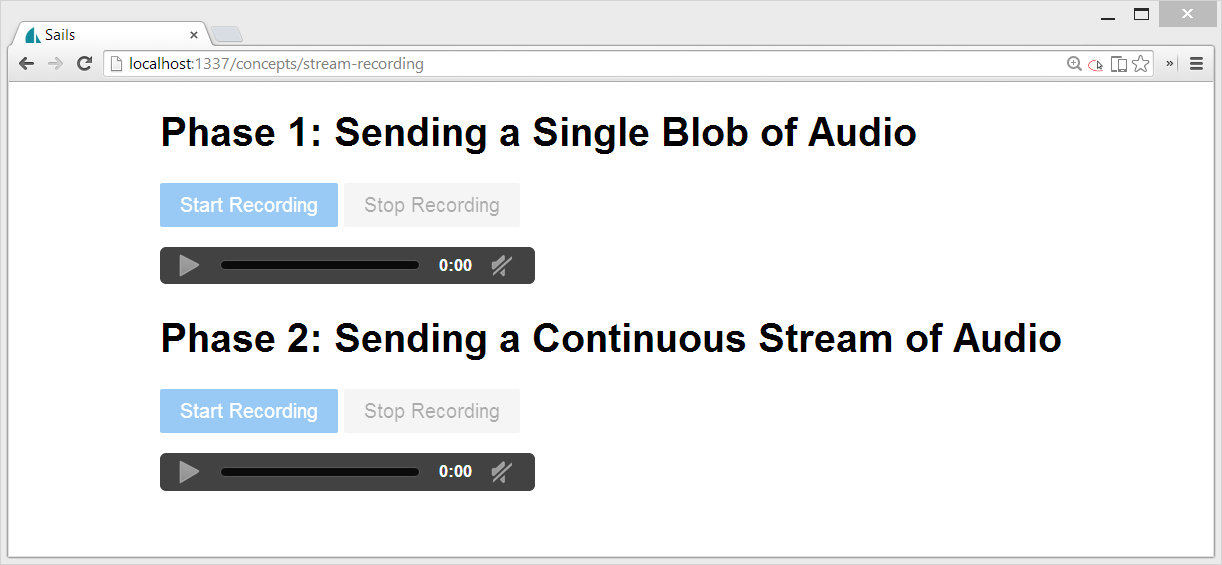 Sails
localhost:1337/concepts/stream-recording
»
Phase 1: Sending a Single Blob of Audio
Start Recording Stop Recording
0:00
Phase 2: Sending a Continuous Stream of Audio
Start Recording Stop Recording
0:00